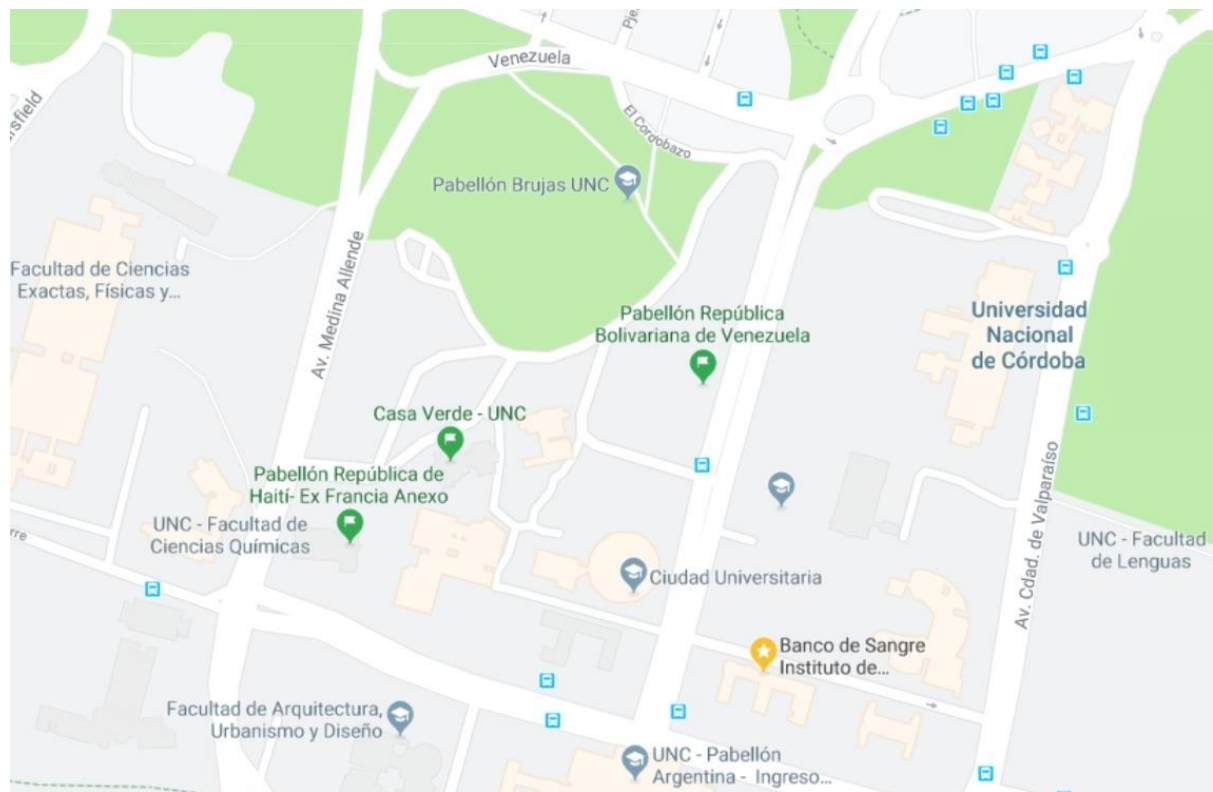 Venezuela
El Cordobazo
Pabellón Brujas UNC
Facultad de Ciencias
Exactas, Físicas y...
Av. Medina Allende
Pabellón República
Bolivariana de Venezuela
Universidad
Nacional
de Córdoba
Casa Verde - UNC
Pabellón República de
Haití- Ex Francia Anexo
UNC - Facultad de
Ciencias Químicas
Av. Cdad. de Valparaíso
UNC - Facultad
de Lenguas
Ciudad Universitaria
Banco de Sangre
Instituto de...
Facultad de Arquitectura,
Urbanismo y Diseño
UNC - Pabellón
Argentina - Ingreso...